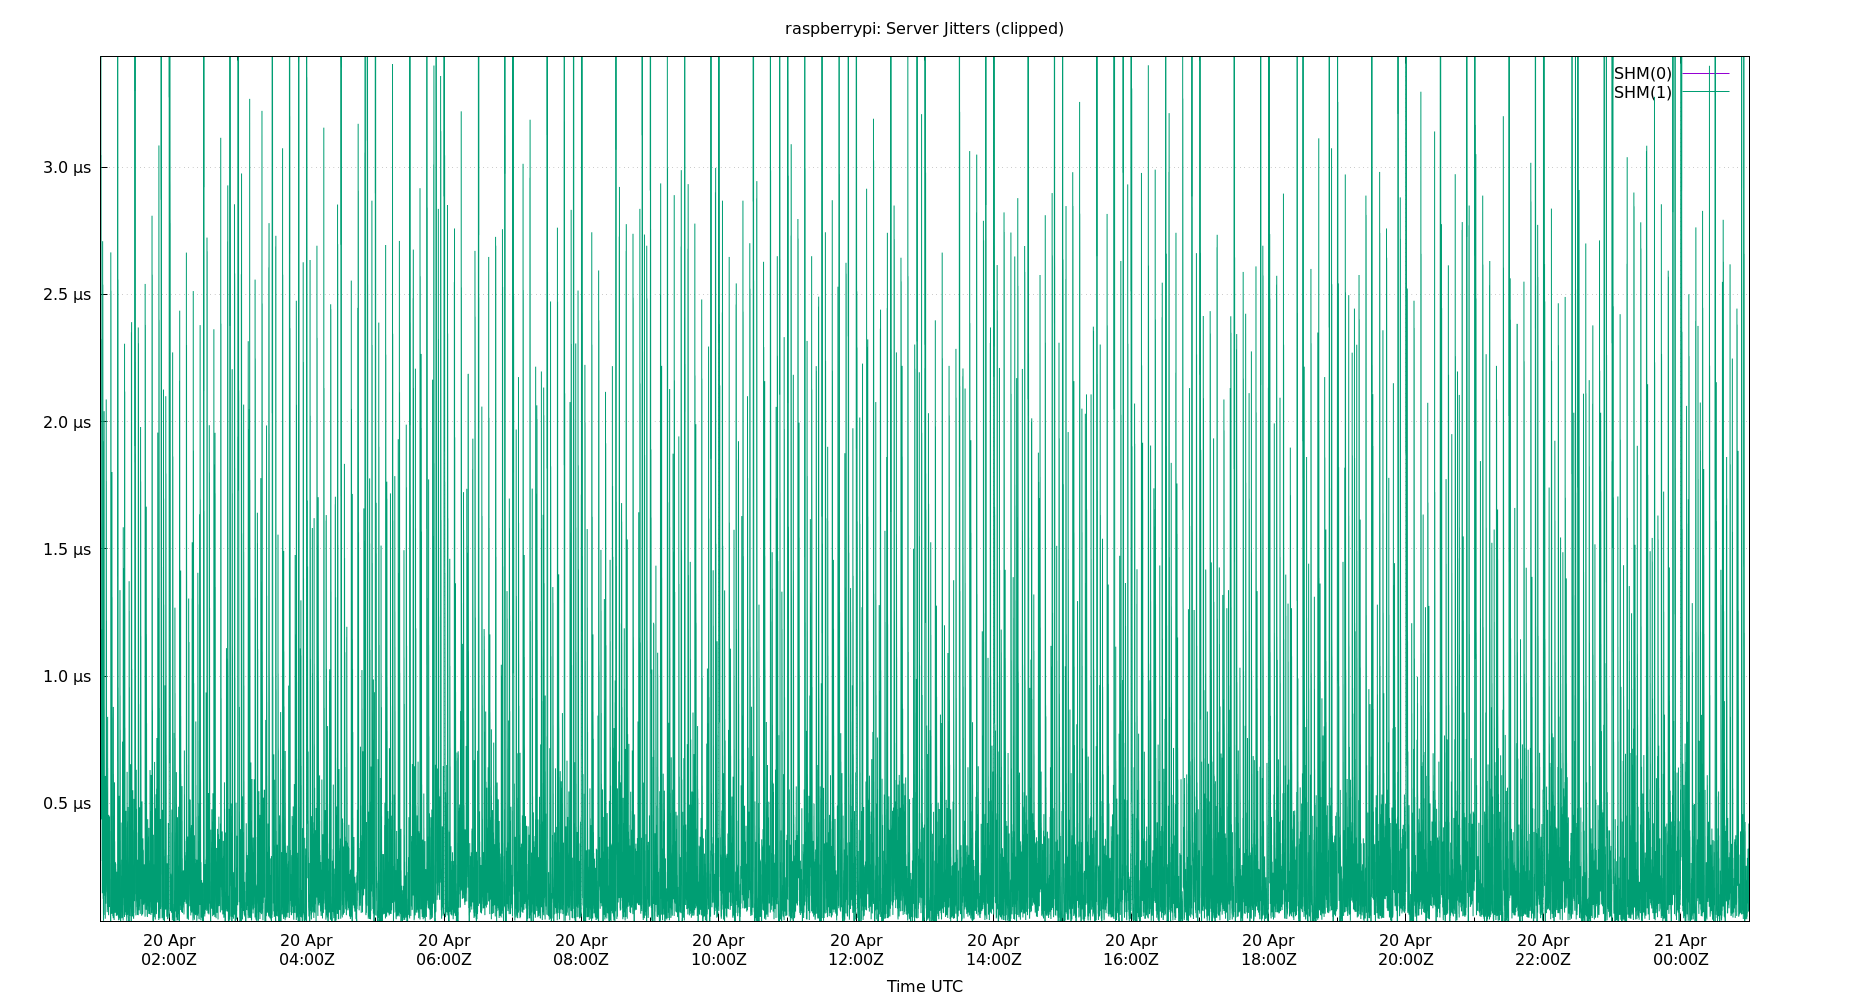 raspberrypi: Server Jitters (clipped)
SHM(0)
SHM(1)
3.0 µs
2.5 µs
2.0 µs
1.5 µs
1.0 µs
0.5 µs
20 Apr 20 Apr 20 Apr 20 Apr 20 Apr 20 Apr 20 Apr 20 Apr 20 Apr 20 Apr 20 Apr 21 Apr
02:00Z 04:00Z 06:00Z 08:00Z 10:00Z 12:00Z 14:00Z 16:00Z 18:00Z 20:00Z 22:00Z 00:00Z
Time UTC